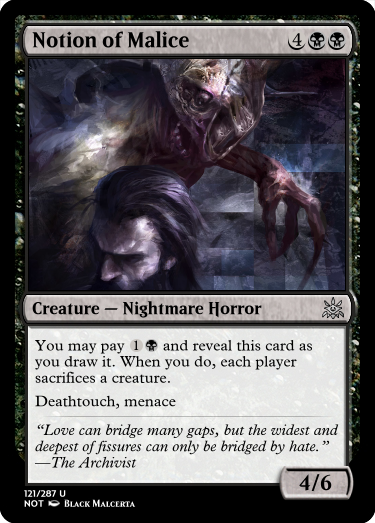 Notion of Malice 4
Creature — Nightmare Horror
You may pay 1 and reveal this card as
you draw it. When you do, each player
sacrifices a creature.
Deathtouch, menace
“Love can bridge many gaps, but the widest and
deepest of fissures can only be bridged by hate.”
—The Archivist
4/6
121/287 U
NOT Black Malcerta